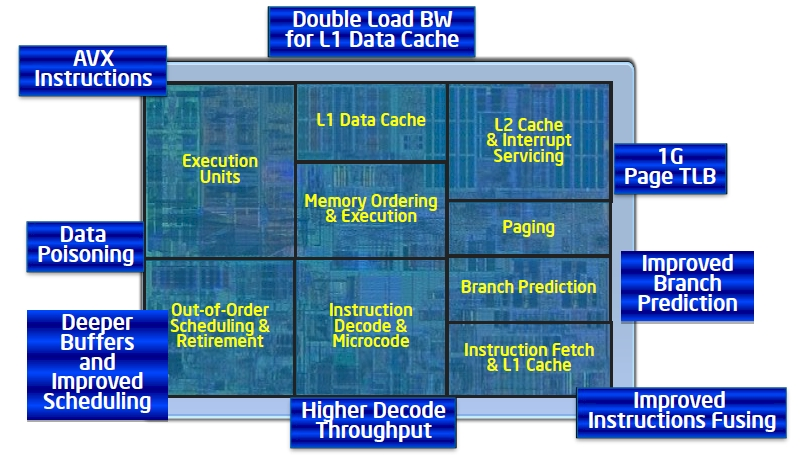 Double Load BW
for L1 Data Cache
AVX
Instructions
Execution
Units
L1 Data Cache
L2 Cache
& Interrupt
Servicing
1G
Page TLB
Memory Ordering
& Execution
Paging
Data
Poisoning
Improved
Branch
Prediction
Branch Prediction
Out-of-Order
Scheduling &
Retirement
Instruction
Decode &
Microcode
Deeper
Buffers
and
Improved
Scheduling
Instruction Fetch
& L1 Cache
Higher Decode
Throughput
Improved
Instructions Fusing